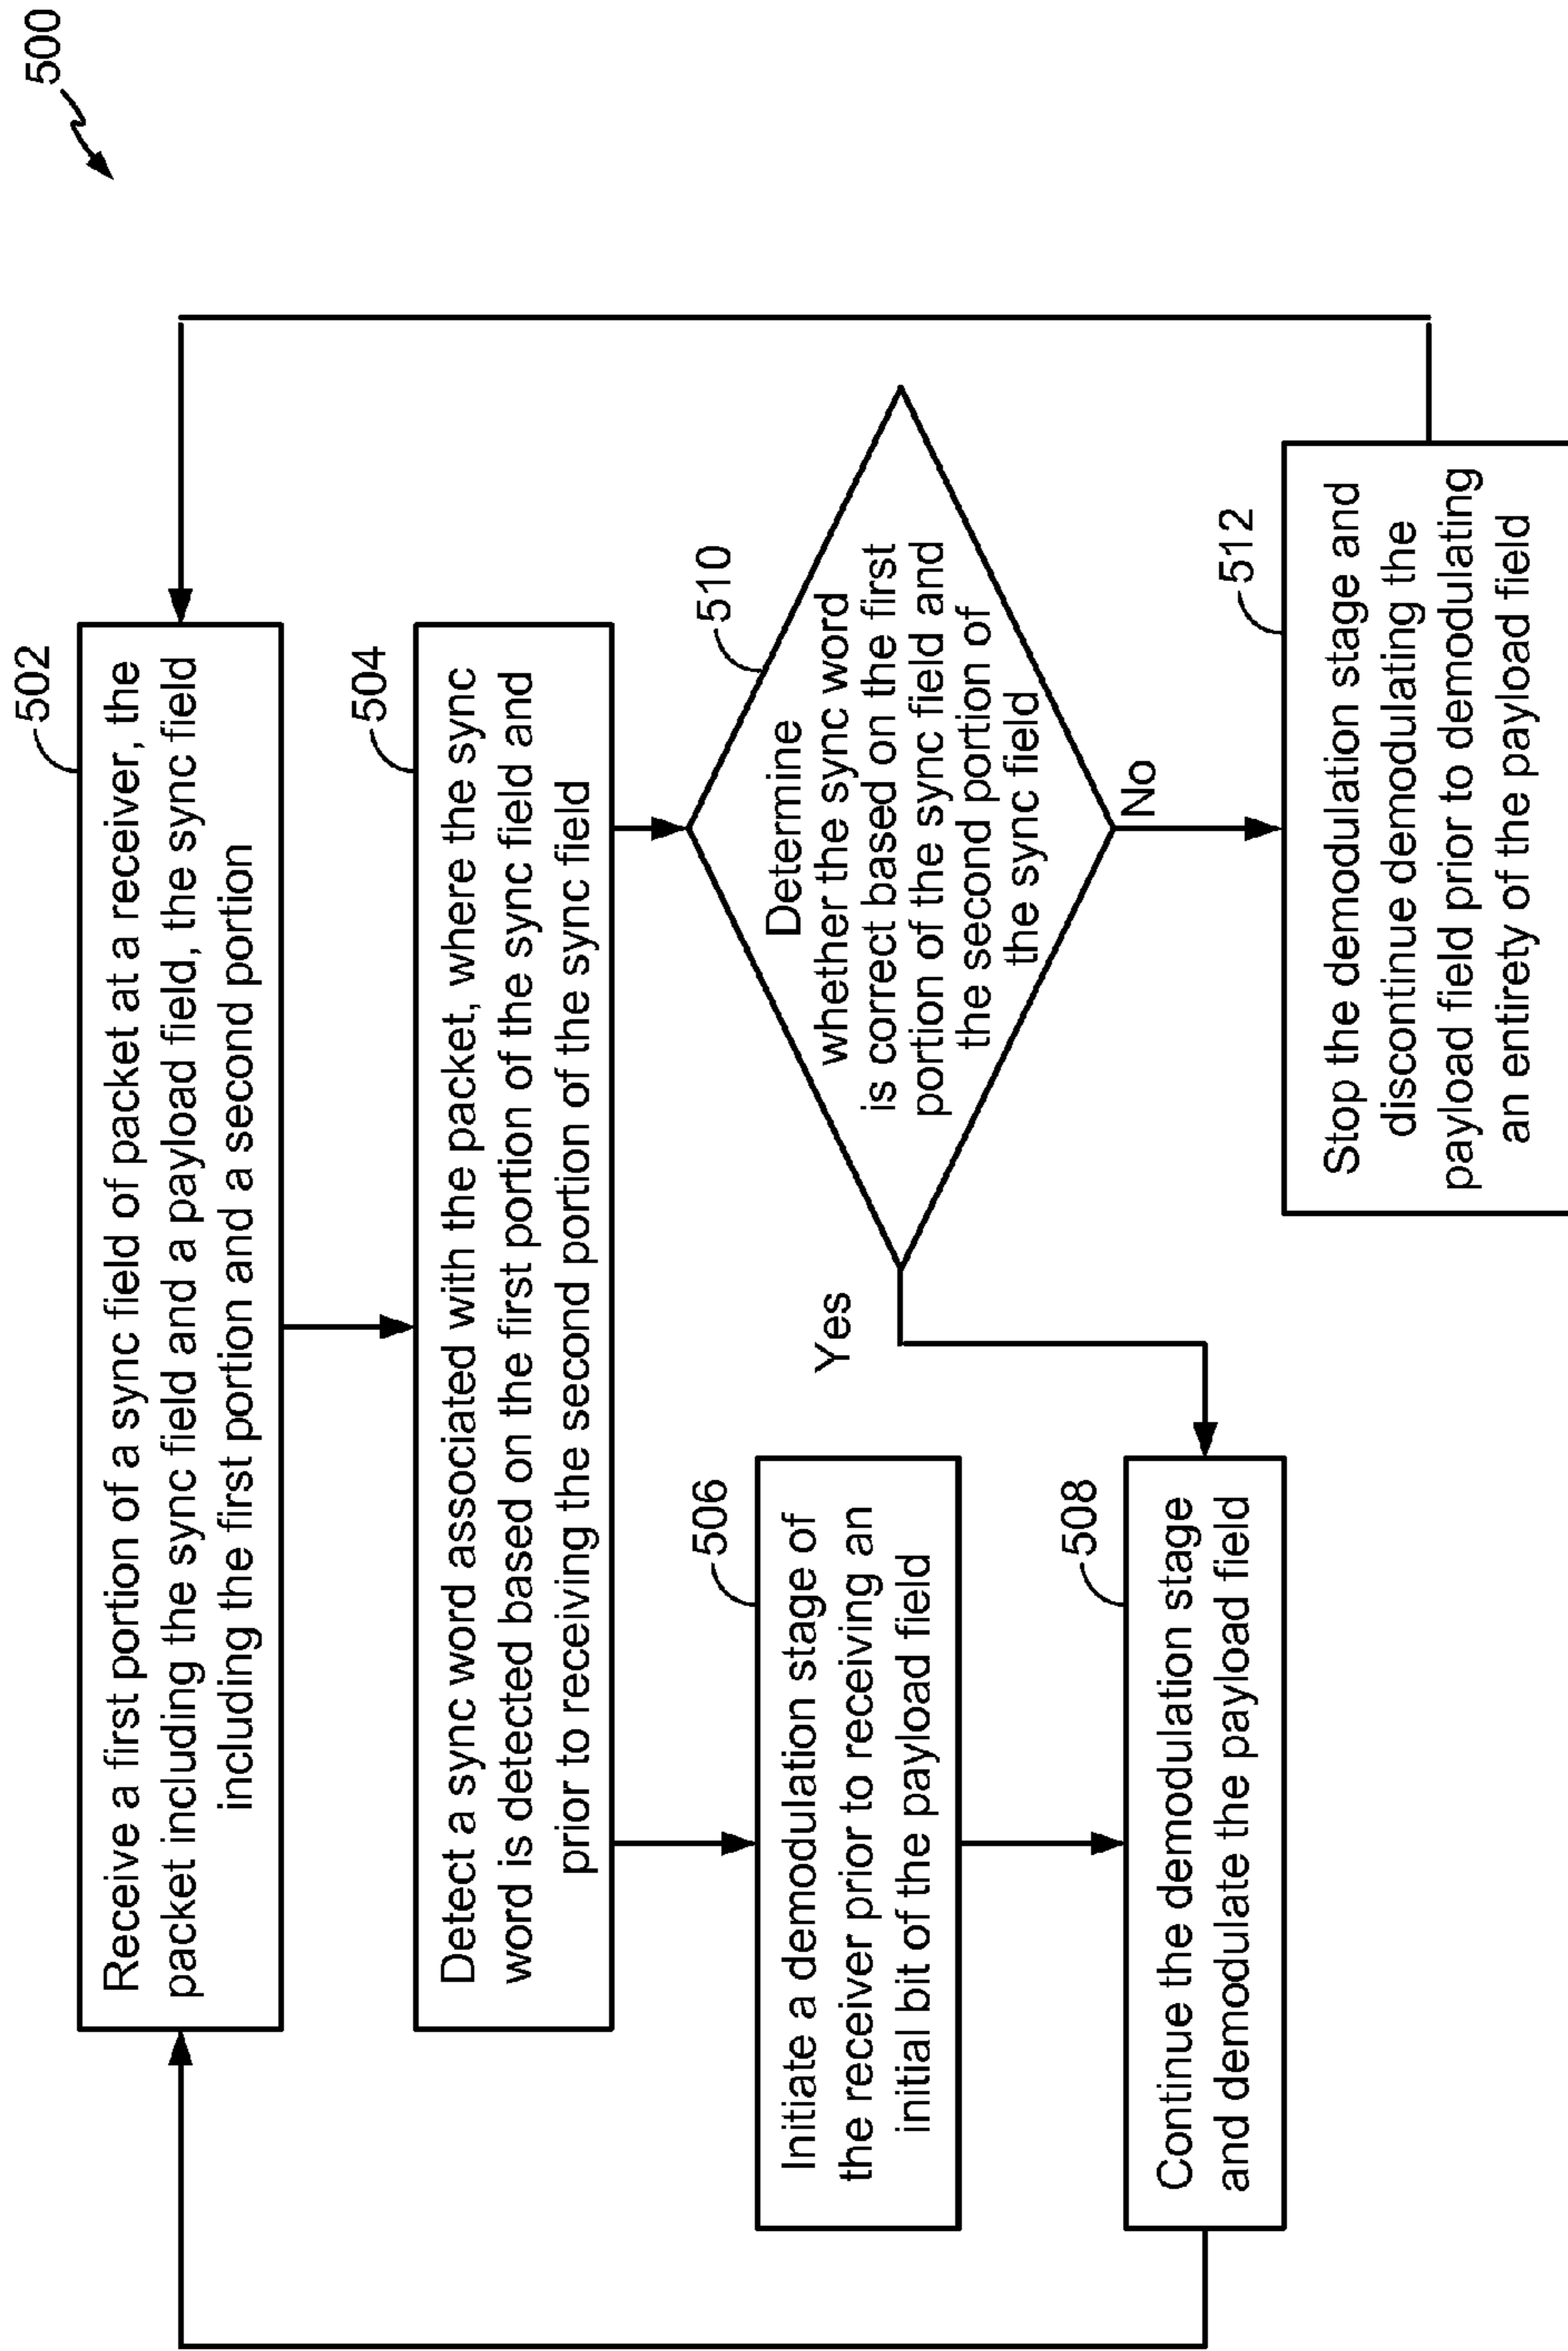 500
502
Receive a first portion of a sync field of packet at a receiver, the
packet including the sync field and a payload field, the sync field
including the first portion and a second portion
504
Detect a sync word associated with the packet, where the sync
word is detected based on the first portion of the sync field and
prior to receiving the second portion of the sync field
506
Initiate a demodulation stage of
the receiver prior to receiving an
initial bit of the payload field
508
Continue the demodulation stage
and demodulate the payload field
510
Determine
whether the sync word
is correct based on the first
portion of the sync field and
the second portion of
the sync field
Yes
No
512
Stop the demodulation stage and
discontinue demodulating the
payload field prior to demodulating
an entirety of the payload field